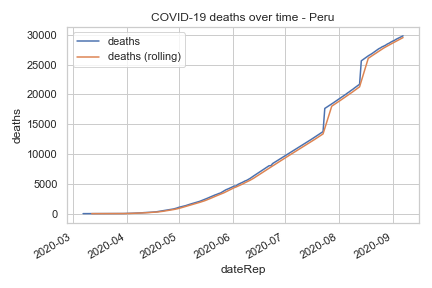 COVID-19 deaths over time - Peru
deaths
deaths (rolling)
30000
25000
20000
15000
10000
5000
0
deaths
2020-03
2020-04
2020-05
2020-06
2020-07
2020-08
2020-09
dateRep